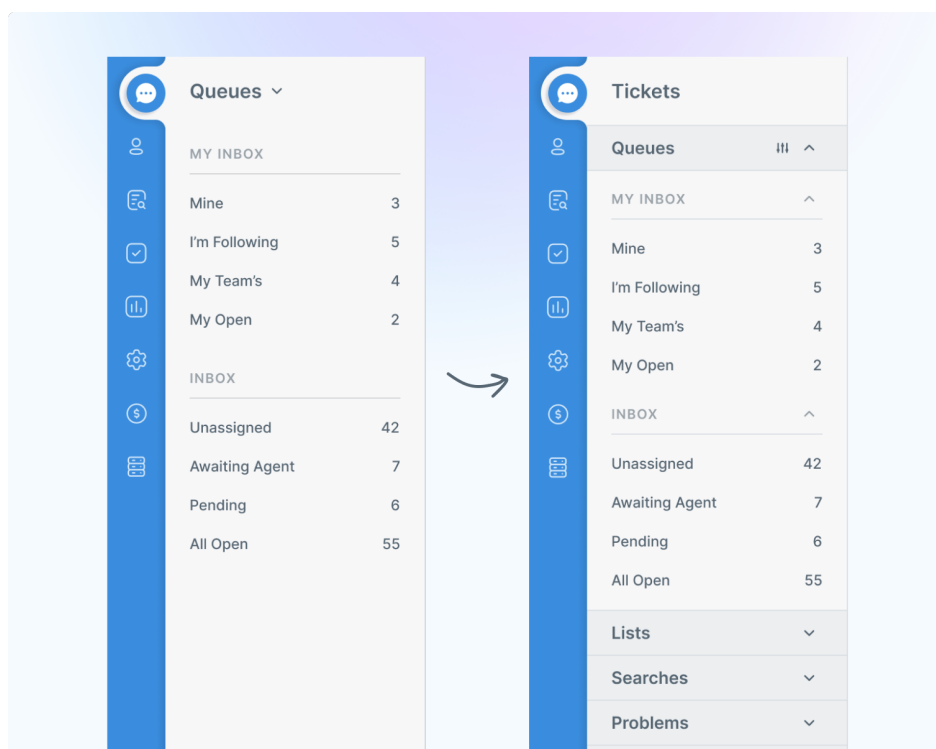 Queues
MY INBOX
Mine 3
I'm Following 5
My Team's 4
My Open 2
INBOX
Unassigned 42
Awaiting Agent 7
Pending 6
All Open 55
Tickets
Queues
MY INBOX
Mine 3
I'm Following 5
My Team's 4
My Open 2
INBOX
Unassigned 42
Awaiting Agent 7
Pending 6
All Open 55
Lists
Searches
Problems